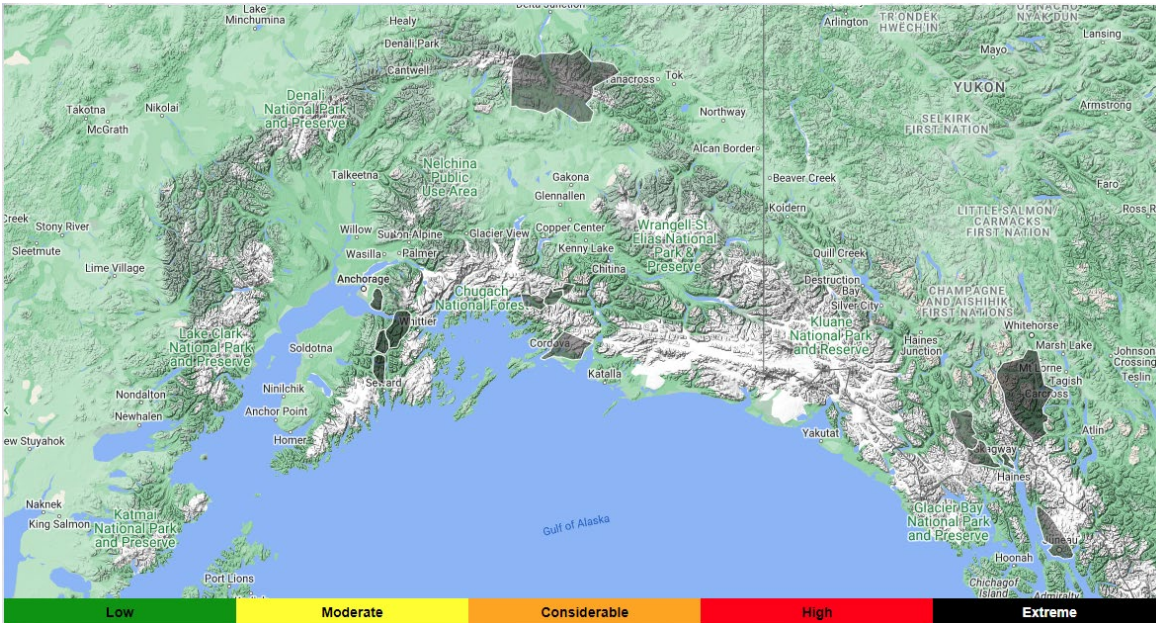 Lake
Minchumina
Healy
Delta Junction
Denali Park
Cantwell
Arlington
TR'ONDËK
HWËCH'IN
NYAK DUN
Lansing
Mayo
YUKON
Armstrong
Tanacross
Tok
Northway
Takotna
Nikolai
McGrath
Denali
National Park
and Preserve
SELKIRK
FIRST NATION
Alcan Border
Talkeetna
Nelchina
Public
Use Area
Gakona
Glennallen
Beaver Creek
Koidern
Faro
Ross R
LITTLE SALMON
CARMACKS
FIRST NATION
Creek
Stony River
Sleetmute
Lime Village
Willow
Sutton-Alpine
Glacier View
Copper Center
Wrangell-St.
Elias National
Park &
Preserve
Wasilla
Palmer
Kenny Lake
Chitina
Quill Creek
Anchorage
Destruction
Bay
Silver City
CHAMPAGNE
AND AISHIHIK
FIRST NATIONS
Chugach
National Fores
Whittier
Whitehorse
Marsh Lake
Lake Clark
National Park
and Preserve
Soldotna
Cordova
Kluane
National Park
and Reserve
Haines
Junction
Johnson
Crossing
Teslin
Mt Lorne
Tagish
Carcross
Katalla
Seward
Nondalton
Ninilchik
Newhalen
Anchor Point
Homer
ew Stuyahok
Yakutat
Atlin
Skagway
Haines
Naknek
King Salmon
Katmai
National Park
and Preserve
Gulf of Alaska
Glacier Bay
National Park
and Preserve
Juneau
Hoonah
Port Lions
Chichagof
Island
Admiralty
Low
Moderate
Considerable
High
Extreme